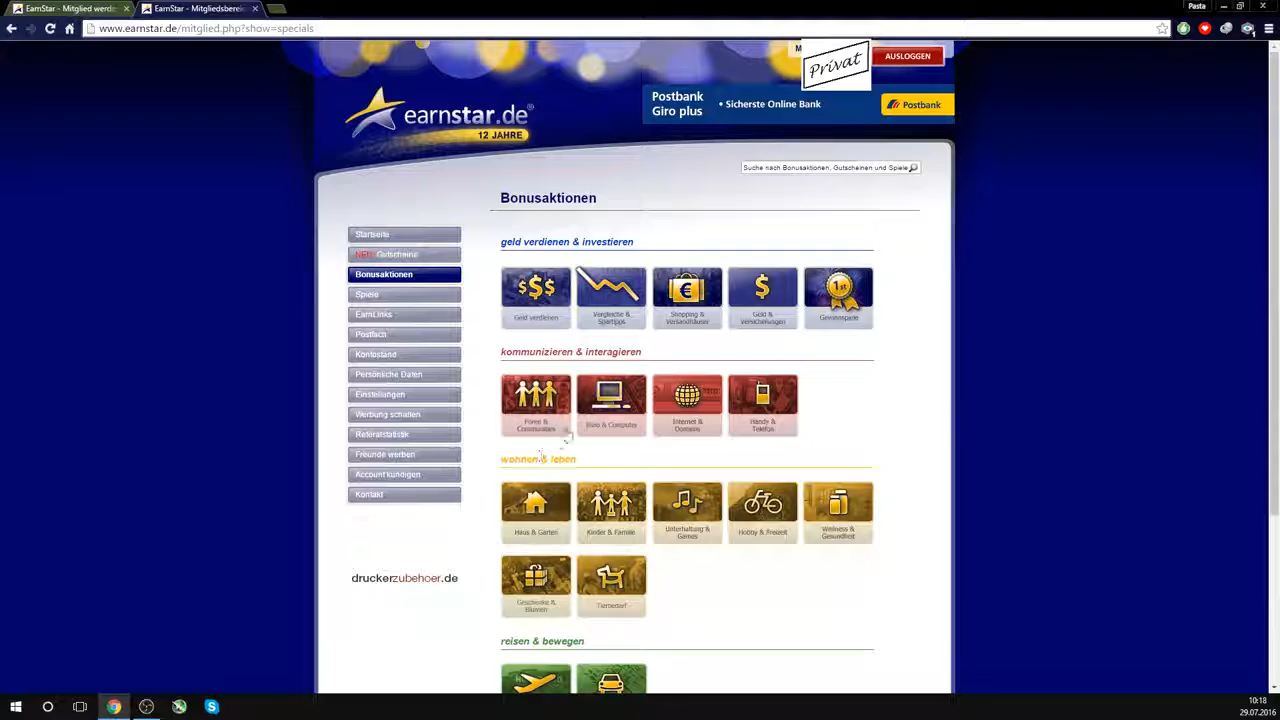 EarnStar - Mitglied werde
EarnStar - Mitgliedsbere
Pasta
www.earnstar.de/mitglied.php?show=specials
M
Privat
AUSLOGGEN
earnstar.de®
12 JAHRE
Postbank
Giro plus
• Sicherste Online Bank
Postbank
Suche nach Bonusaktionen, Gutscheinen und Spiele
Bonusaktionen
Startseite
NEU: Gutscheine
Bonusaktionen
Spiele
EarnLinks
Postfach
Kontostand
Persönliche Daten
Einstellungen
Werbung schalten
Referalstatistik
Freunde werben
Account kündigen
Kontakt
druckerzubehoer.de
geld verdienen & investieren
$$$
€
$
1st
Geld verdienen
Vergleiche &
Spartipps
Shopping &
Versandhäuser
Geld &
Versicherungen
Gewinnspiele
kommunizieren & interagieren
Foren &
Communities
Büro & Computer
Internet &
Domains
Handy &
Telefon
wohnen & leben
Haus & Garten
Kinder & Familie
Unterhaltung &
Games
Hobby & Freizeit
Wellness &
Gesundheit
Geschenke &
Blumen
Tierbedarf
reisen & bewegen
10:18
29.07.2016